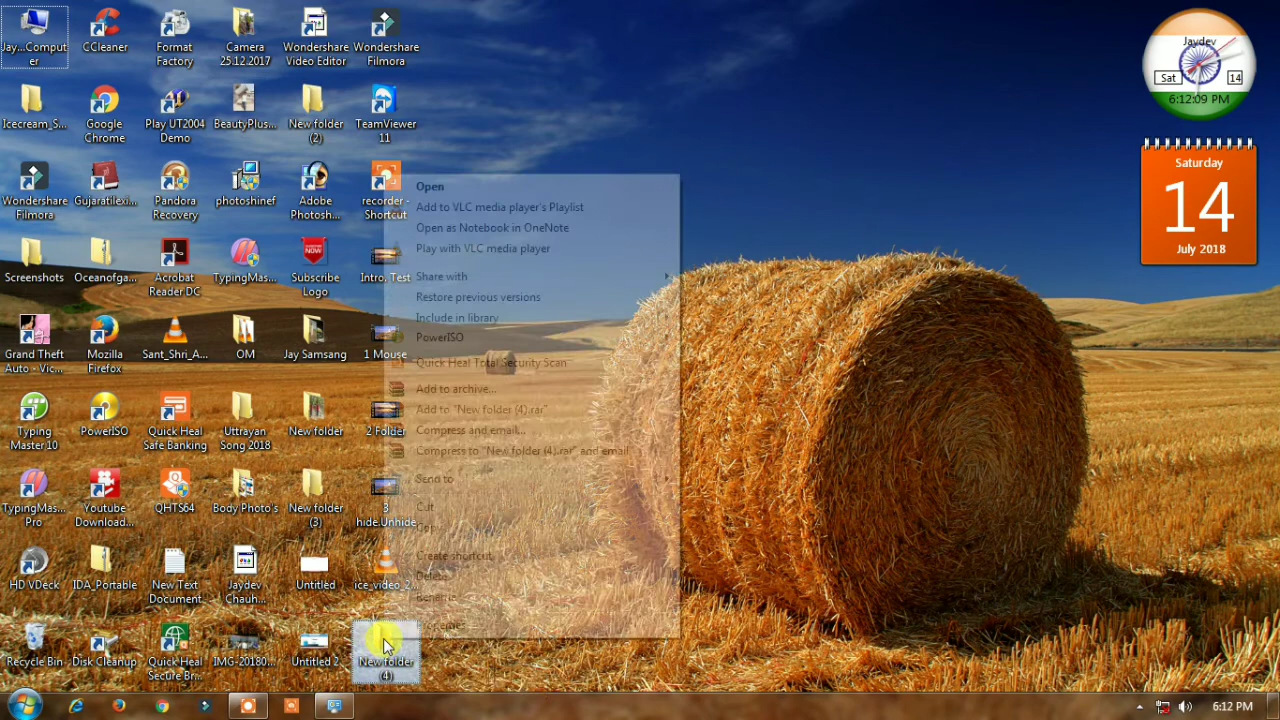 Jay...Comput
er
CCleaner
Format
Factory
Camera
25.12.2017
Wondershare
Video Editor
Wondershare
Filmora
Icecream_S...
Google
Chrome
Play UT2004
Demo
BeautyPlus...
New folder
(2)
TeamViewer
11
Wondershare
Filmora
Gujaratilexi...
Pandora
Recovery
photoshinef
Adobe
Photosh...
recorder -
Shortcut
Screenshots
Oceanofga...
Acrobat
Reader DC
TypingMas...
Subscribe
Logo
Intro. Test
Grand Theft
Auto - Vic...
Mozilla
Firefox
Sant_Shri_A...
OM
Jay Samsang
1 Mouse
Typing
Master 10
PowerISO
Quick Heal
Safe Banking
Uttrayan
Song 2018
New folder
2 Folder
TypingMas...
Pro
Youtube
Download...
QHTS64
Body Photo's
New folder
(3)
3
hide.Unhide
HD VDeck
IDA_Portable
New Text
Document
Jaydev
Chauh...
Untitled
ice_video_2...
Recycle Bin
Disk Cleanup
Quick Heal
Secure Br...
IMG-20180...
Untitled 2
New folder
(4)
Open
Add to VLC media player's Playlist
Open as Notebook in OneNote
Play with VLC media player
Share with
Restore previous versions
Include in library
PowerISO
Quick Heal Total Security Scan
Add to archive...
Add to "New folder (4).rar"
Compress and email...
Compress to "New folder (4).rar" and email
Send to
Cut
Copy
Create shortcut
Delete
Rename
Properties
Jaydev
Sat
14
6:12:09 PM
Saturday
14
July 2018
NOW
6:12 PM